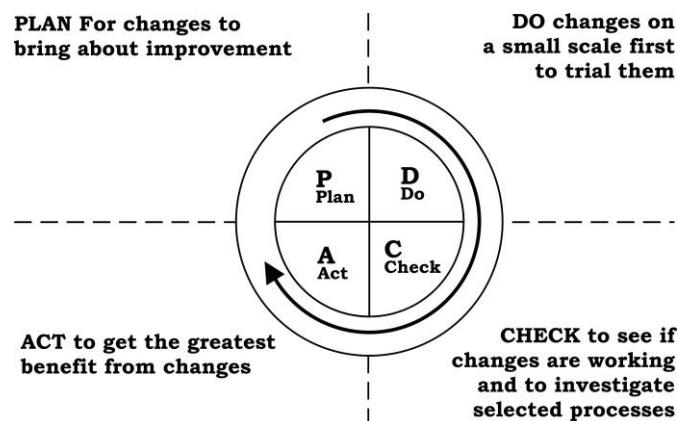 PLAN For changes to
bring about improvement
DO changes on
a small scale first
to trial them
P
Plan
D
Do
A
Act
C
Check
ACT to get the greatest
benefit from changes
CHECK to see if
changes are working
and to investigate
selected processes